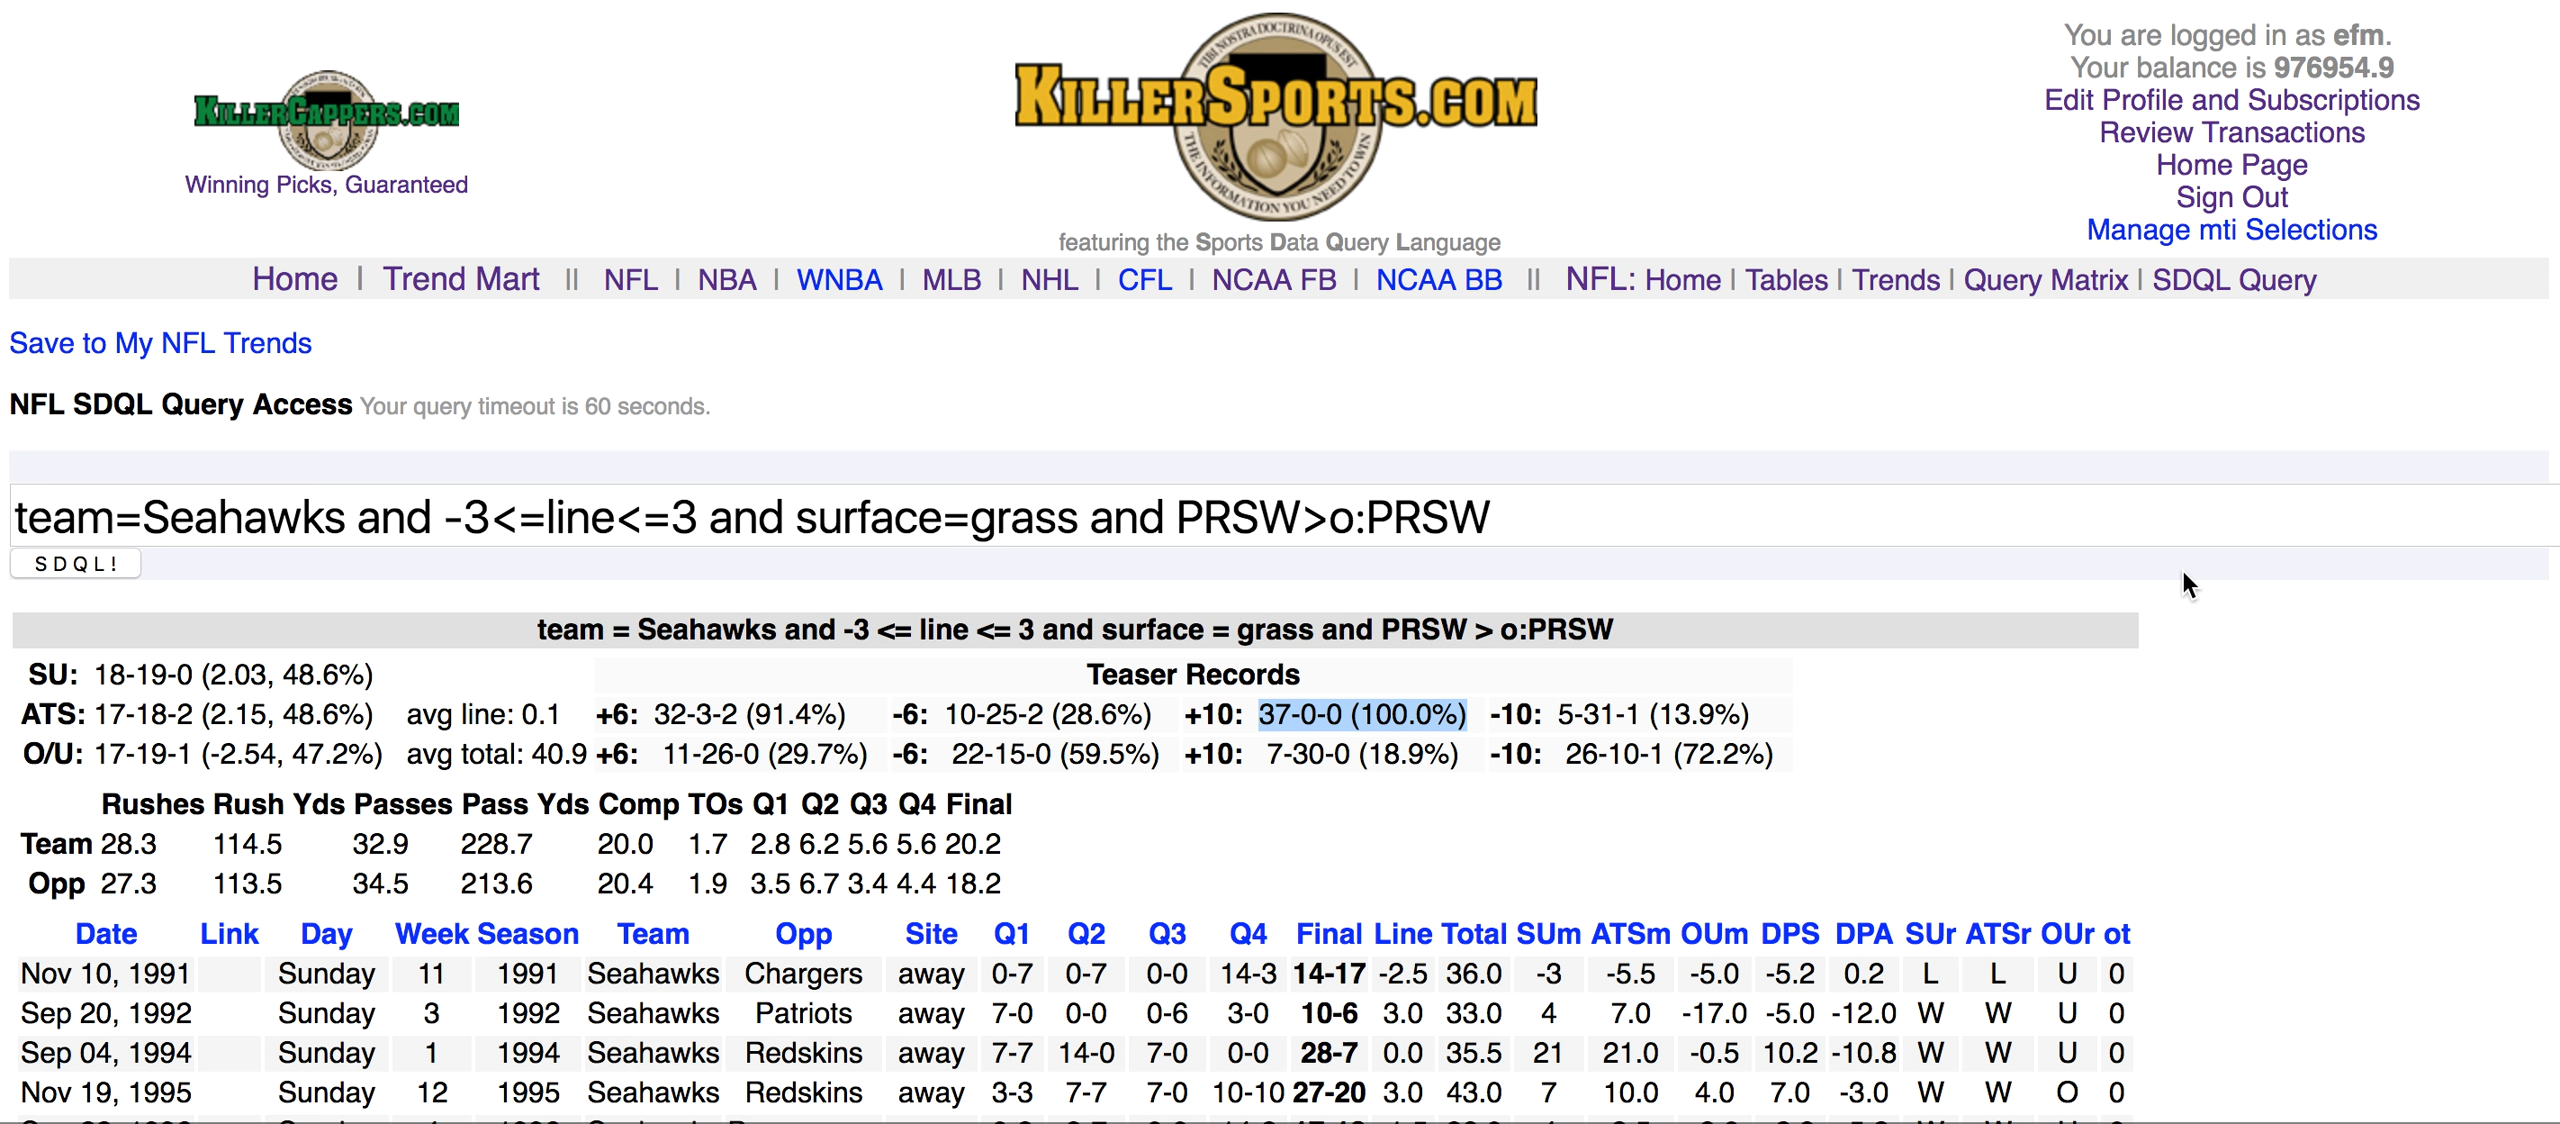 KILLERCAPPERS.COM
Winning Picks, Guaranteed
TIBI NOSTRA DOCTRINA OPUS EST
KILLERSPORTS.COM
THE INFORMATION YOU NEED TO WIN
featuring the Sports Data Query Language
You are logged in as efm.
Your balance is 976954.9
Edit Profile and Subscriptions
Review Transactions
Home Page
Sign Out
Manage mti Selections
Home | Trend Mart || NFL | NBA | WNBA | MLB | NHL | CFL | NCAA FB | NCAA BB || NFL: Home | Tables | Trends | Query Matrix | SDQL Query
Save to My NFL Trends
NFL SDQL Query Access Your query timeout is 60 seconds.
team=Seahawks and -3<=line<=3 and surface=grass and PRSW>o:PRSW
S D Q L !
team = Seahawks and -3 <= line <= 3 and surface = grass and PRSW > o:PRSW
SU: 18-19-0 (2.03, 48.6%) Teaser Records
ATS: 17-18-2 (2.15, 48.6%) avg line: 0.1 +6: 32-3-2 (91.4%) -6: 10-25-2 (28.6%) +10: 37-0-0 (100.0%) -10: 5-31-1 (13.9%)
O/U: 17-19-1 (-2.54, 47.2%) avg total: 40.9 +6: 11-26-0 (29.7%) -6: 22-15-0 (59.5%) +10: 7-30-0 (18.9%) -10: 26-10-1 (72.2%)
Rushes Rush Yds Passes Pass Yds Comp TOs Q1 Q2 Q3 Q4 Final
Team 28.3 114.5 32.9 228.7 20.0 1.7 2.8 6.2 5.6 5.6 20.2
Opp 27.3 113.5 34.5 213.6 20.4 1.9 3.5 6.7 3.4 4.4 18.2
Date Link Day Week Season Team Opp Site Q1 Q2 Q3 Q4 Final Line Total SUm ATSm OUm DPS DPA SUr ATSr OUr ot
Nov 10, 1991 Sunday 11 1991 Seahawks Chargers away 0-7 0-7 0-0 14-3 14-17 -2.5 36.0 -3 -5.5 -5.0 -5.2 0.2 L L U 0
Sep 20, 1992 Sunday 3 1992 Seahawks Patriots away 7-0 0-0 0-6 3-0 10-6 3.0 33.0 4 7.0 -17.0 -5.0 -12.0 W W U 0
Sep 04, 1994 Sunday 1 1994 Seahawks Redskins away 7-7 14-0 7-0 0-0 28-7 0.0 35.5 21 21.0 -0.5 10.2 -10.8 W W U 0
Nov 19, 1995 Sunday 12 1995 Seahawks Redskins away 3-3 7-7 7-0 10-10 27-20 3.0 43.0 7 10.0 4.0 7.0 -3.0 W W O 0